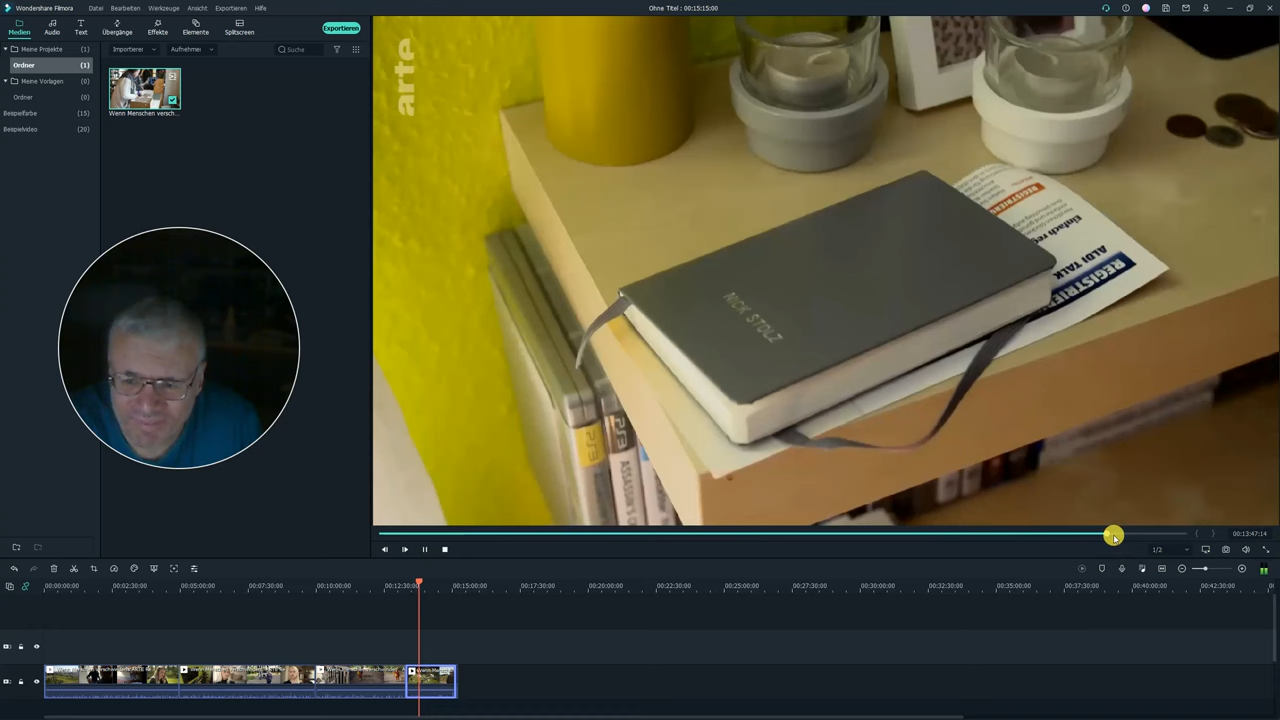 Wondershare Filmora
Datei
Bearbeiten
Werkzeuge
Ansicht
Exportieren
Hilfe
Ohne Titel : 00:15:15:00
Medien
Audio
Text
Übergänge
Effekte
Elemente
Splitscreen
Exportieren
Meine Projekte (1)
Importieren
Aufnehmen
Suche
Ordner (1)
Meine Vorlagen (0)
Ordner (0)
Beispielfarbe (15)
Beispielvideo (20)
Wenn Menschen versch...
arte
NICK STOLZ
Einfach
ALDI TALK
PS3
PS3
00:13:47:14
1/2
00:00:00:00
00:02:30:00
00:05:00:00
00:07:30:00
00:10:00:00
00:12:30:00
00:15:00:00
00:17:30:00
00:20:00:00
00:22:30:00
00:25:00:00
00:27:30:00
00:30:00:00
00:32:30:00
00:35:00:00
00:37:30:00
00:40:00:00
00:42:30:00